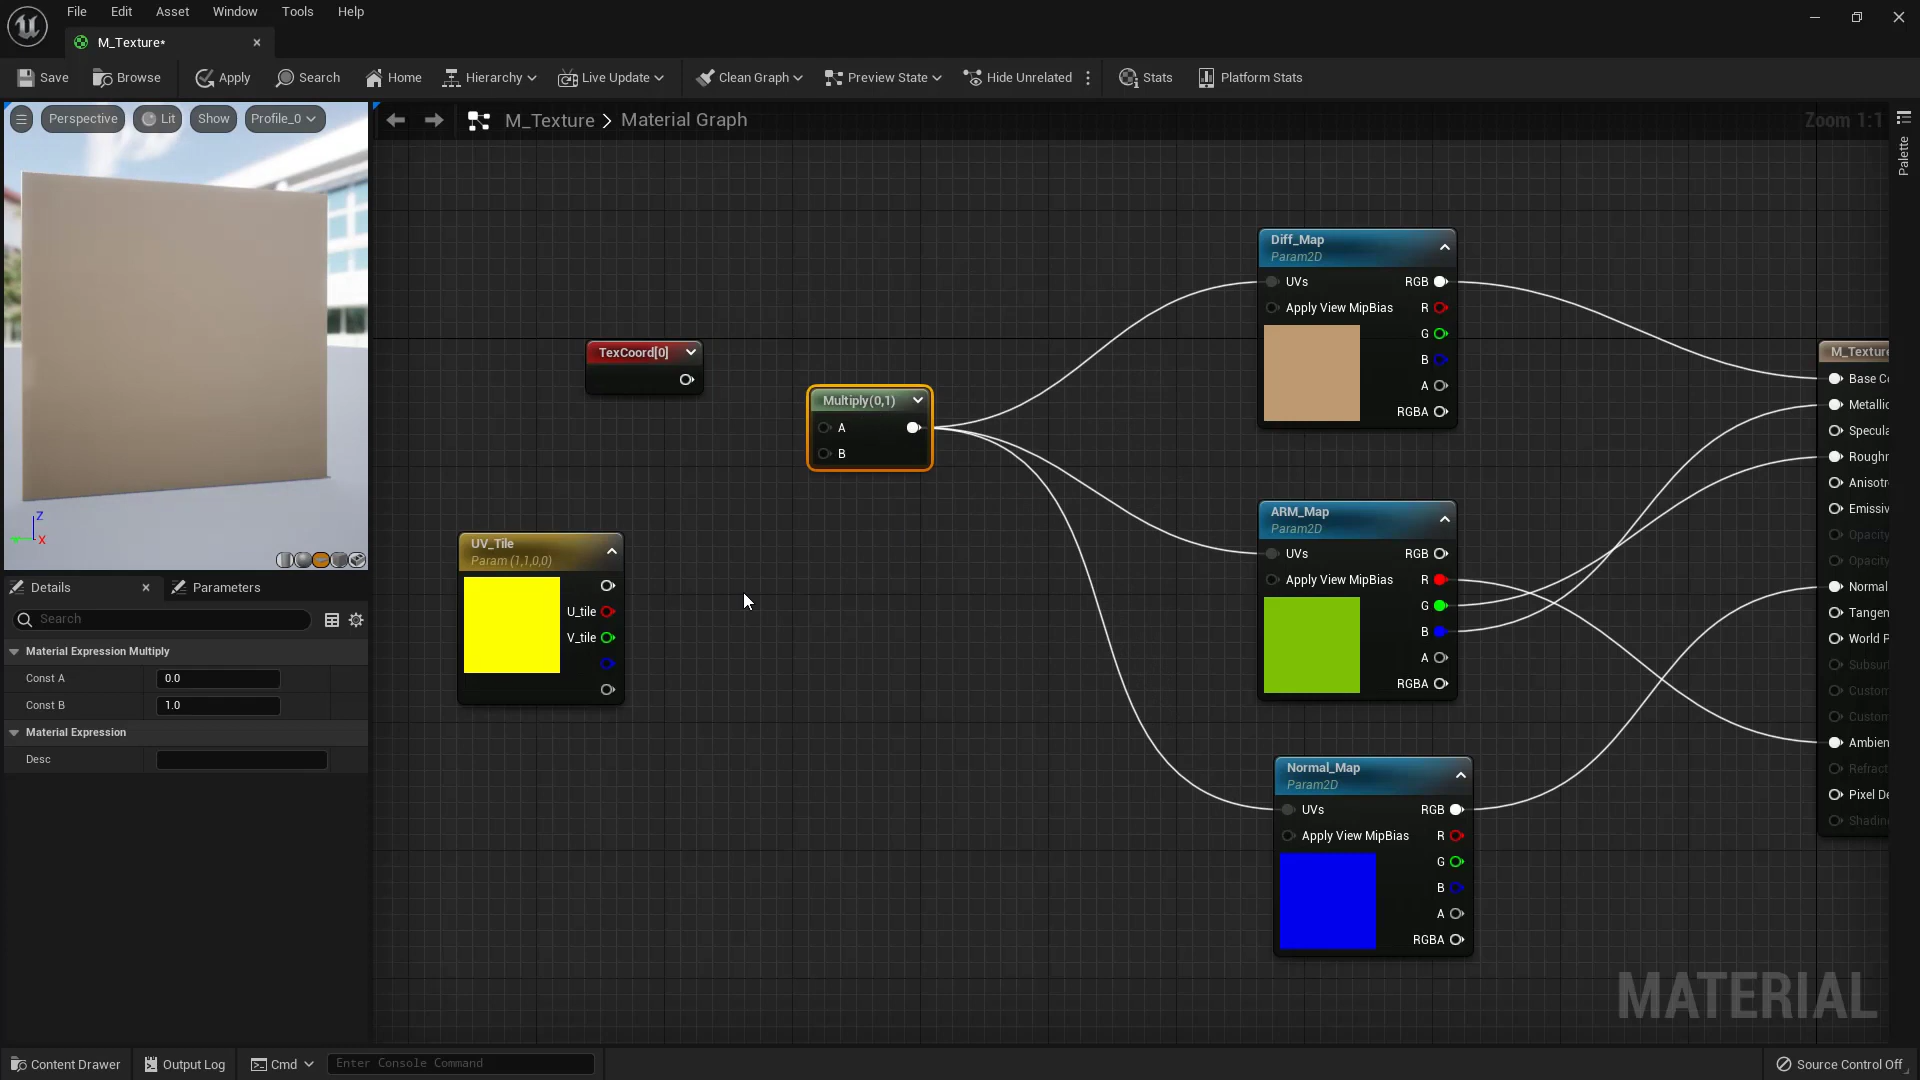 File Edit Asset Window Tools Help
M_Texture*
Save Browse Apply Search Home Hierarchy Live Update Clean Graph Preview State Hide Unrelated Stats Platform Stats
Perspective Lit Show Profile_0
M_Texture > Material Graph
Zoom 1:1
Palette
Z
X
Details Parameters
Search
Material Expression Multiply
Const A 0.0
Const B 1.0
Material Expression
Desc
TexCoord[0]
Multiply(0,1)
A
B
UV_Tile
Param (1,1,0,0)
U_tile
V_tile
Diff_Map
Param2D
UVs RGB
Apply View MipBias R
G
B
A
RGBA
ARM_Map
Param2D
UVs RGB
Apply View MipBias R
G
B
A
RGBA
Normal_Map
Param2D
UVs RGB
Apply View MipBias R
G
B
A
RGBA
M_Texture
Base Co
Metallic
Specula
Roughn
Anisotr
Emissiv
Opacity
Opacity
Normal
Tangen
World P
Subsurf
Custom
Custom
Ambien
Refract
Pixel De
Shading
MATERIAL
Content Drawer Output Log Cmd Enter Console Command Source Control Off